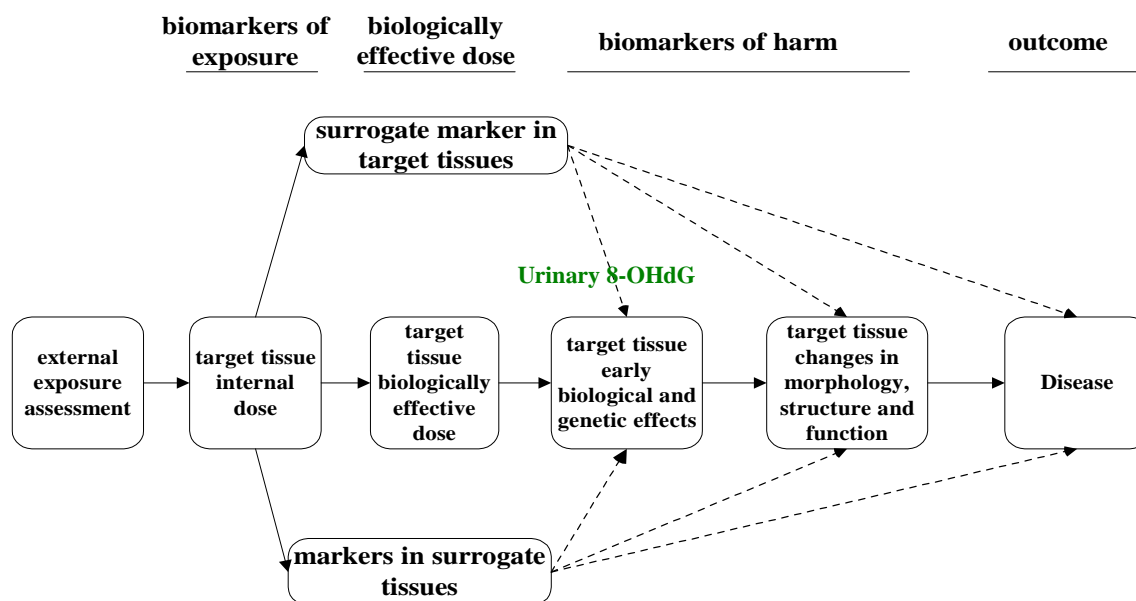 biomarkers of
exposure
biologically
effective dose
biomarkers of harm
outcome
surrogate marker in
target tissues
Urinary 8-OHdG
external
exposure
assessment
target tissue
internal
dose
target
tissue
biologically
effective
dose
target tissue
early
biological and
genetic effects
target tissue
changes in
morphology,
structure and
function
Disease
markers in surrogate
tissues